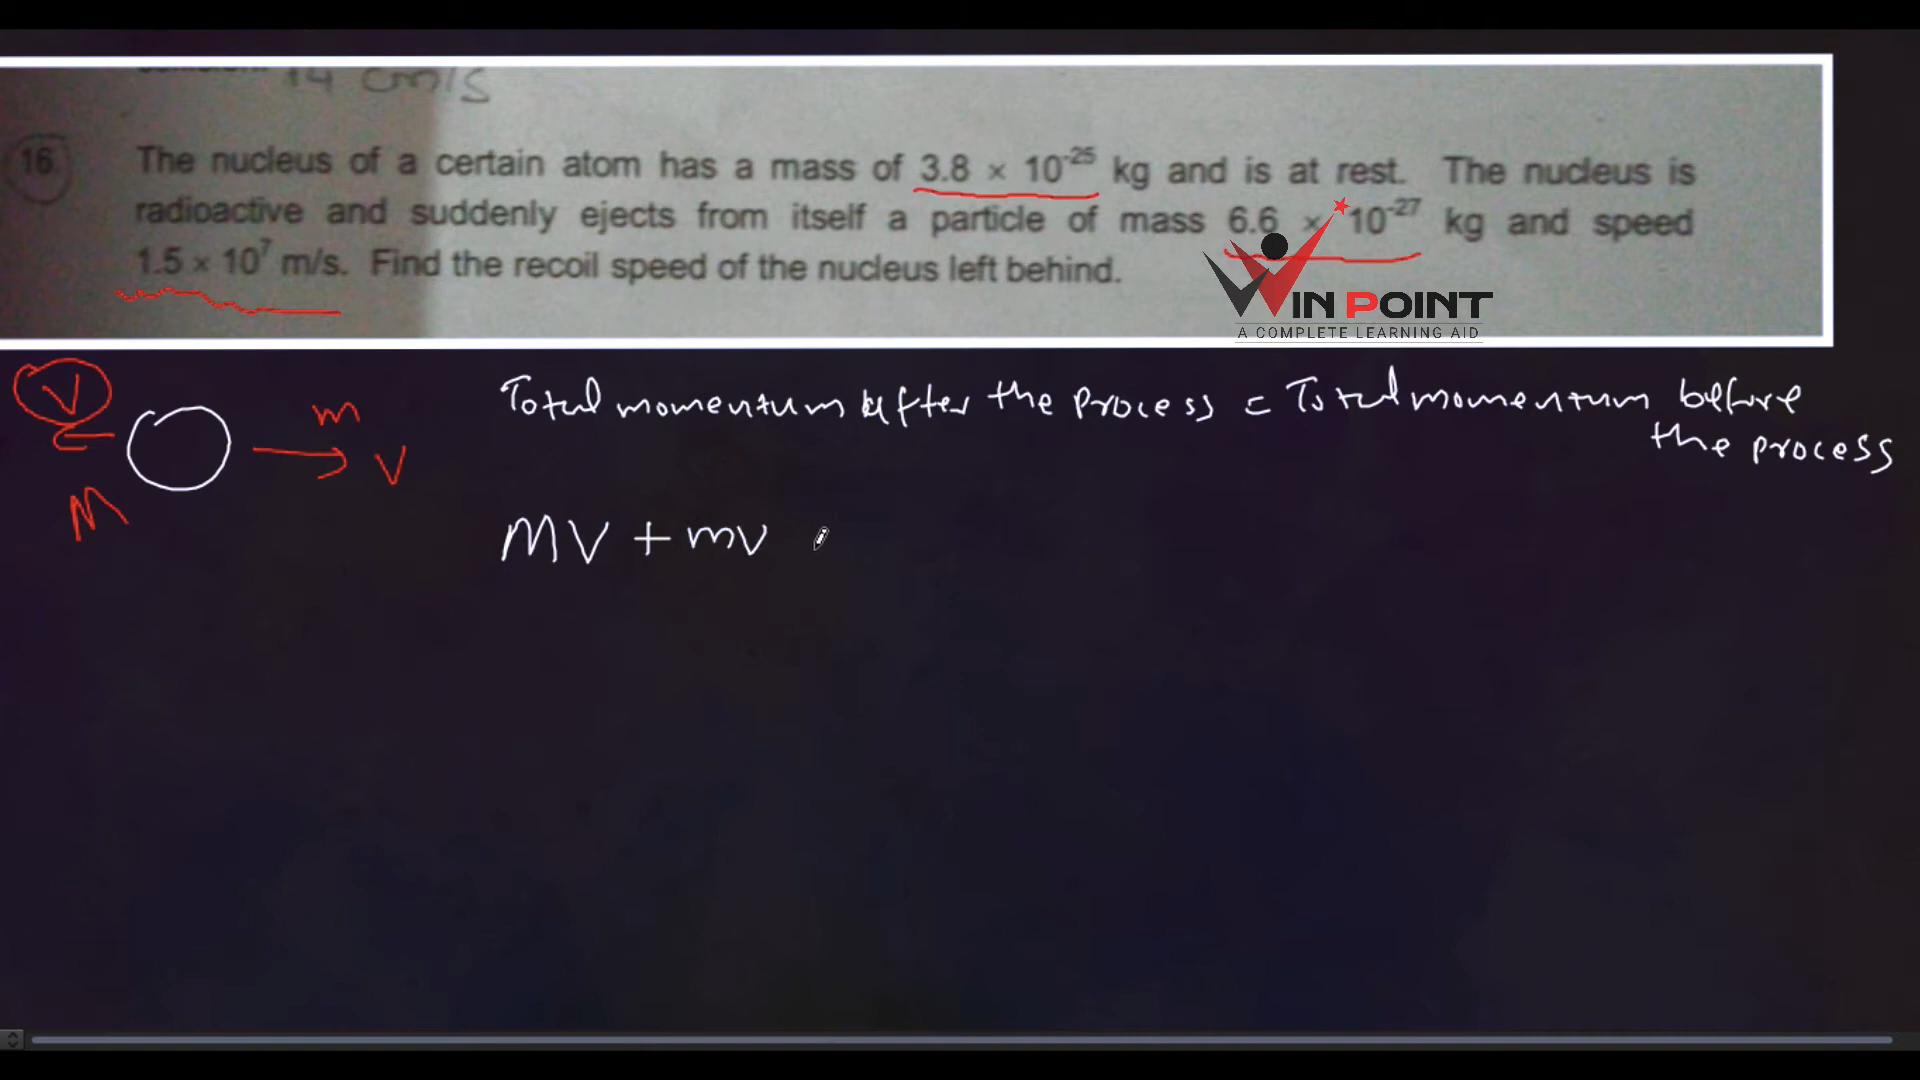 14 cm/s
16. The nucleus of a certain atom has a mass of 3.8 × 10⁻²⁵ kg and is at rest. The nucleus is
radioactive and suddenly ejects from itself a particle of mass 6.6 × 10⁻²⁷ kg and speed
1.5 × 10⁷ m/s. Find the recoil speed of the nucleus left behind.
WIN POINT
A COMPLETE LEARNING AID
V
m
V
M
Total momentum after the process = Total momentum before
the process
MV + mv